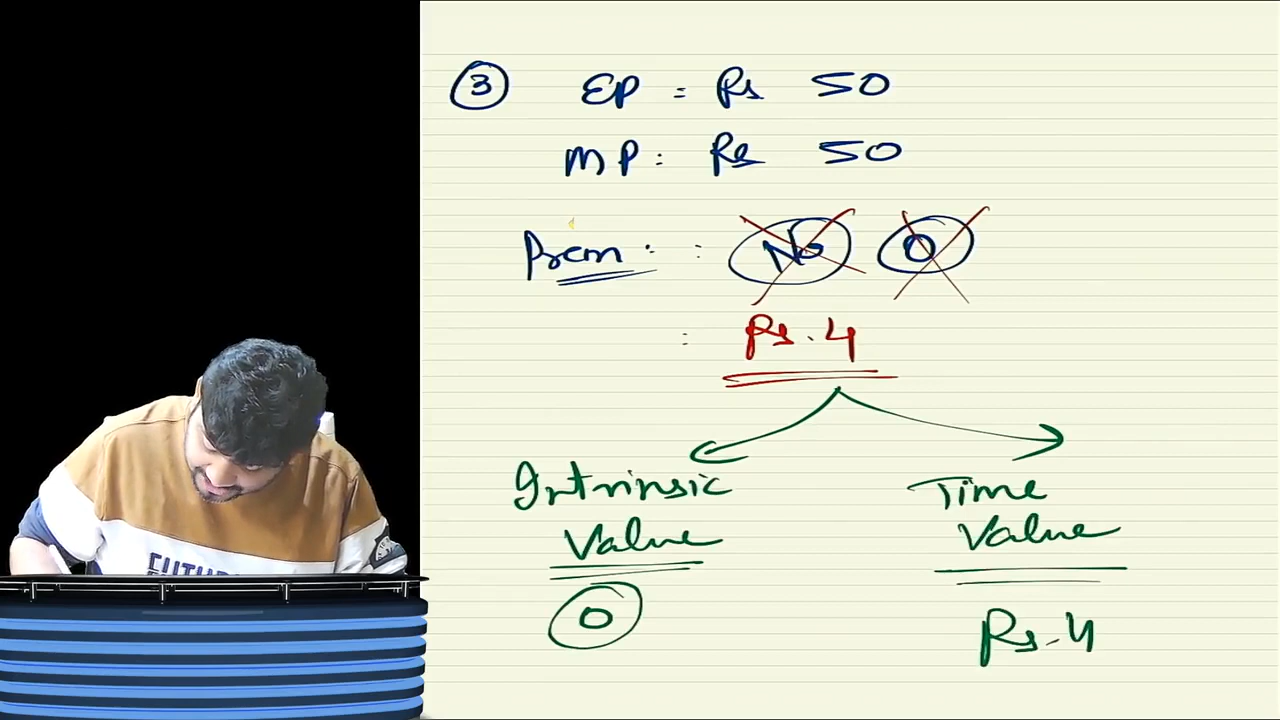 ③ EP = Rs 50
MP : Rs 50
Prem. : No 0
: Rs. 4
Intrinsic Time
Value Value
0 Rs. 4
FUTU